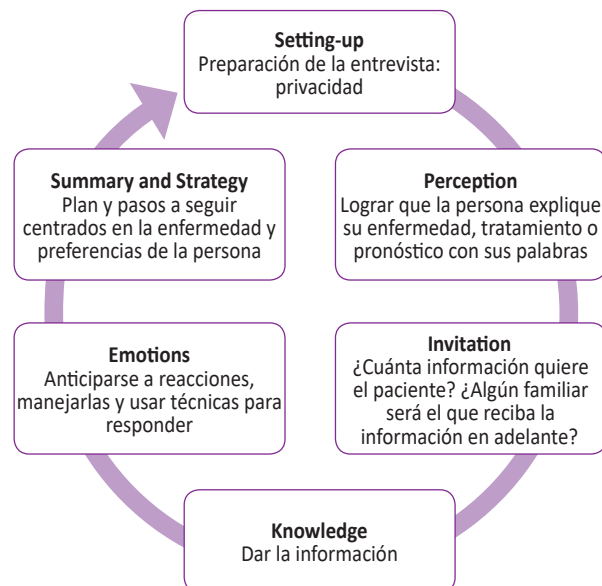 Setting-up
Preparación de la entrevista:
privacidad
Perception
Lograr que la persona explique
su enfermedad, tratamiento o
pronóstico con sus palabras
Invitation
¿Cuánta información quiere
el paciente? ¿Algún familiar
será el que reciba la
información en adelante?
Knowledge
Dar la información
Emotions
Anticiparse a reacciones,
manejarlas y usar técnicas para
responder
Summary and Strategy
Plan y pasos a seguir
centrados en la enfermedad y
preferencias de la persona